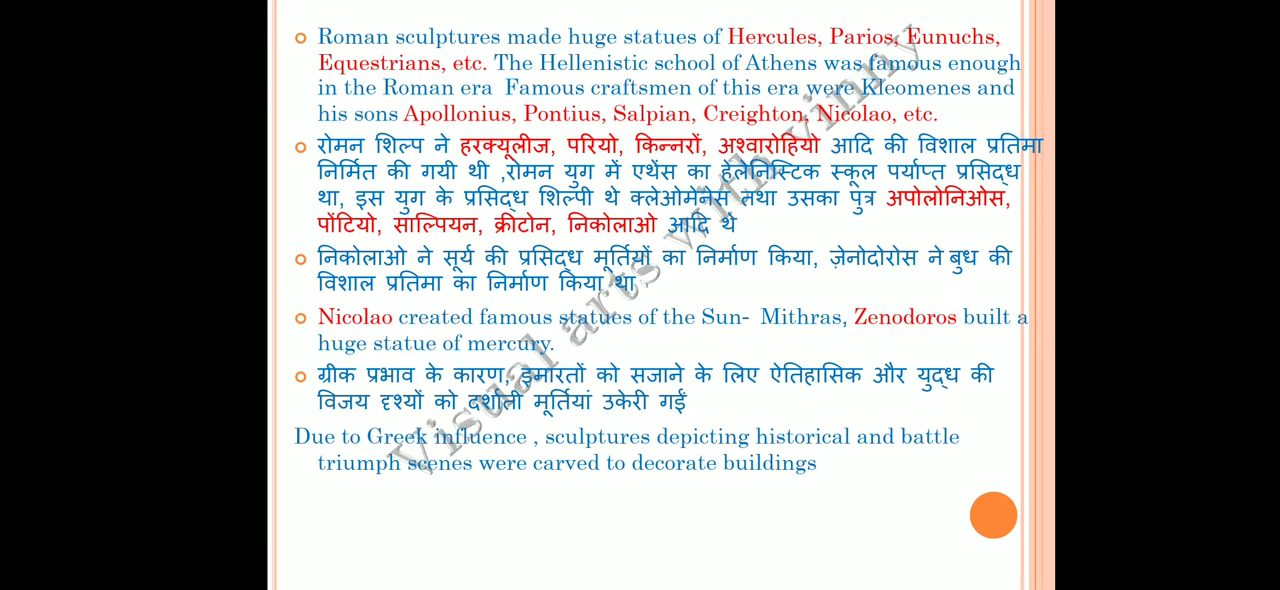 Roman sculptures made huge statues of Hercules, Parios, Eunuchs,
Equestrians, etc. The Hellenistic school of Athens was famous enough
in the Roman era Famous craftsmen of this era were Kleomenes and
his sons Apollonius, Pontius, Salpian, Creighton, Nicolao, etc.
रोमन शिल्प ने हरक्यूलीज, परियो, किन्नरों, अश्वारोहियो आदि की विशाल प्रतिमा
निर्मित की गयी थी ,रोमन युग में एथेंस का हेलेनिस्टिक स्कूल पर्याप्त प्रसिद्ध
था, इस युग के प्रसिद्ध शिल्पी थे क्लेओमेनेस तथा उसका पुत्र अपोलोनिओस,
पोंटियो, साल्पियन, क्रीटोन, निकोलाओ आदि थे
निकोलाओ ने सूर्य की प्रसिद्ध मूर्तियों का निर्माण किया, ज़ेनोदोरोस ने बुध की
विशाल प्रतिमा का निर्माण किया था .
Nicolao created famous statues of the Sun- Mithras, Zenodoros built a
huge statue of mercury.
ग्रीक प्रभाव के कारण, इमारतों को सजाने के लिए ऐतिहासिक और युद्ध की
विजय दृश्यों को दर्शाती मूर्तियां उकेरी गईं
Due to Greek influence , sculptures depicting historical and battle
triumph scenes were carved to decorate buildings
Visual arts with vinny